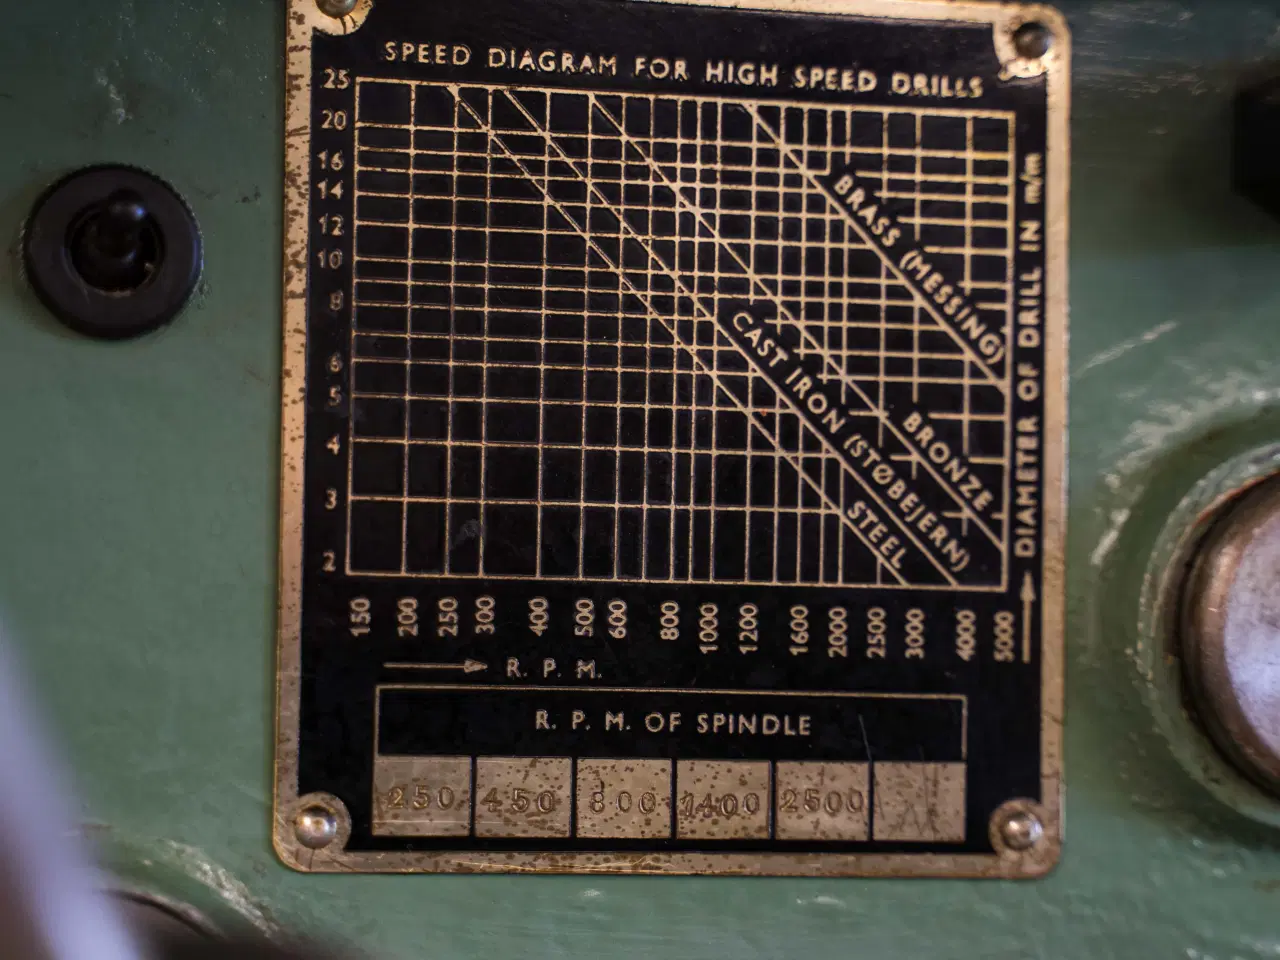 SPEED DIAGRAM FOR HIGH SPEED DRILLS
25
20
16
14
12
10
8
6
5
4
3
2
BRASS (MESSING)
BRONZE
CAST IRON (STØBEJERN)
STEEL
DIAMETER OF DRILL IN m/m
150 200 250 300 400 500 600 800 1000 1200 1600 2000 2500 3000 4000 5000
R. P. M.
R. P. M. OF SPINDLE
250 450 800 1400 2500